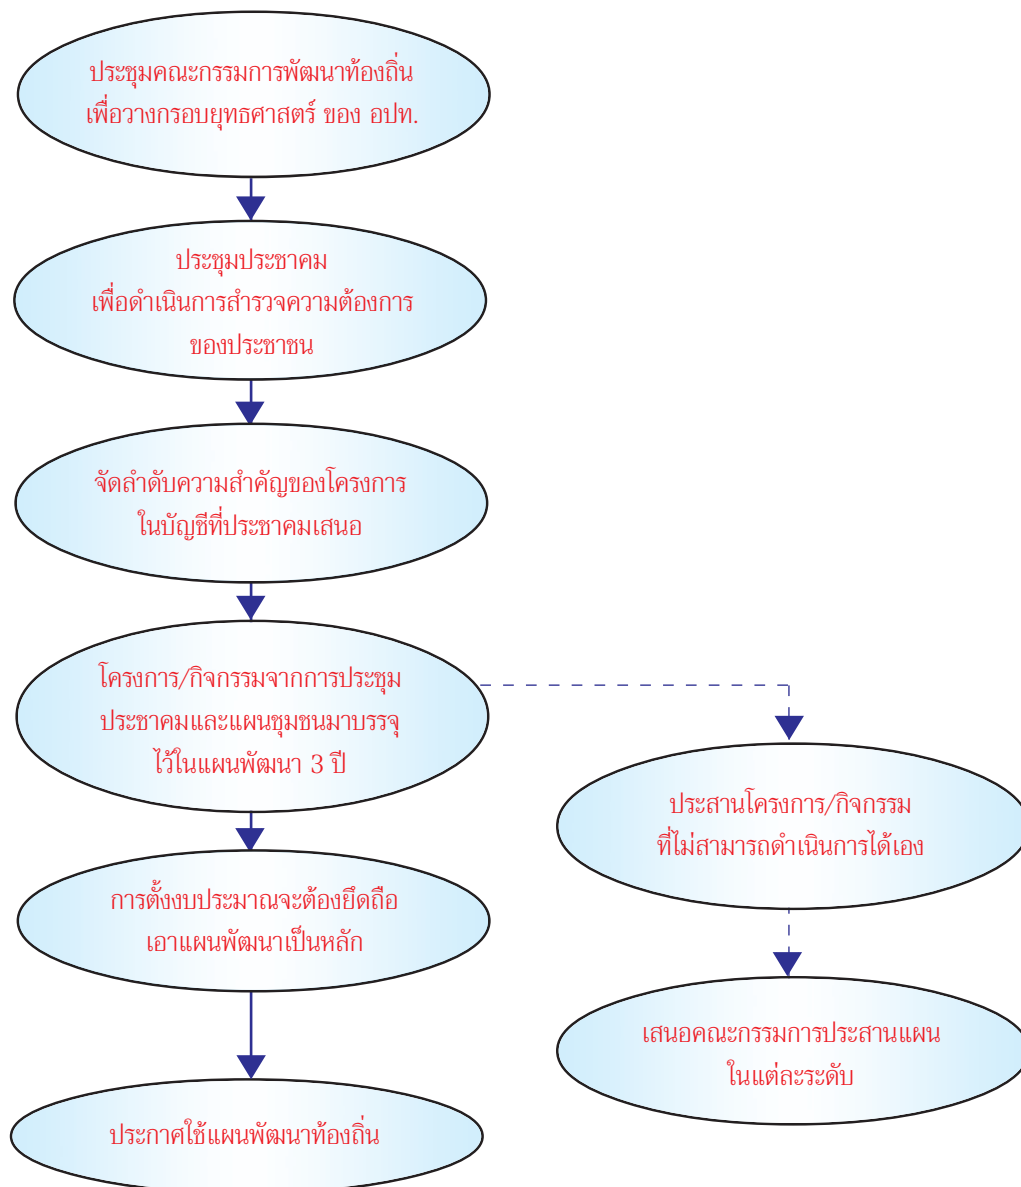 ประชุมคณะกรรมการพัฒนาท้องถิ่น
เพื่อวางกรอบยุทธศาสตร์ ของ อปท.
ประชุมประชาคม
เพื่อดำเนินการสำรวจความต้องการ
ของประชาชน
จัดลำดับความสำคัญของโครงการ
ในบัญชีที่ประชาคมเสนอ
โครงการ/กิจกรรมจากการประชุม
ประชาคมและแผนชุมชนมาบรรจุ
ไว้ในแผนพัฒนา 3 ปี
ประสานโครงการ/กิจกรรม
ที่ไม่สามารถดำเนินการได้เอง
การตั้งงบประมาณจะต้องยึดถือ
เอาแผนพัฒนาเป็นหลัก
เสนอคณะกรรมการประสานแผน
ในแต่ละระดับ
ประกาศใช้แผนพัฒนาท้องถิ่น